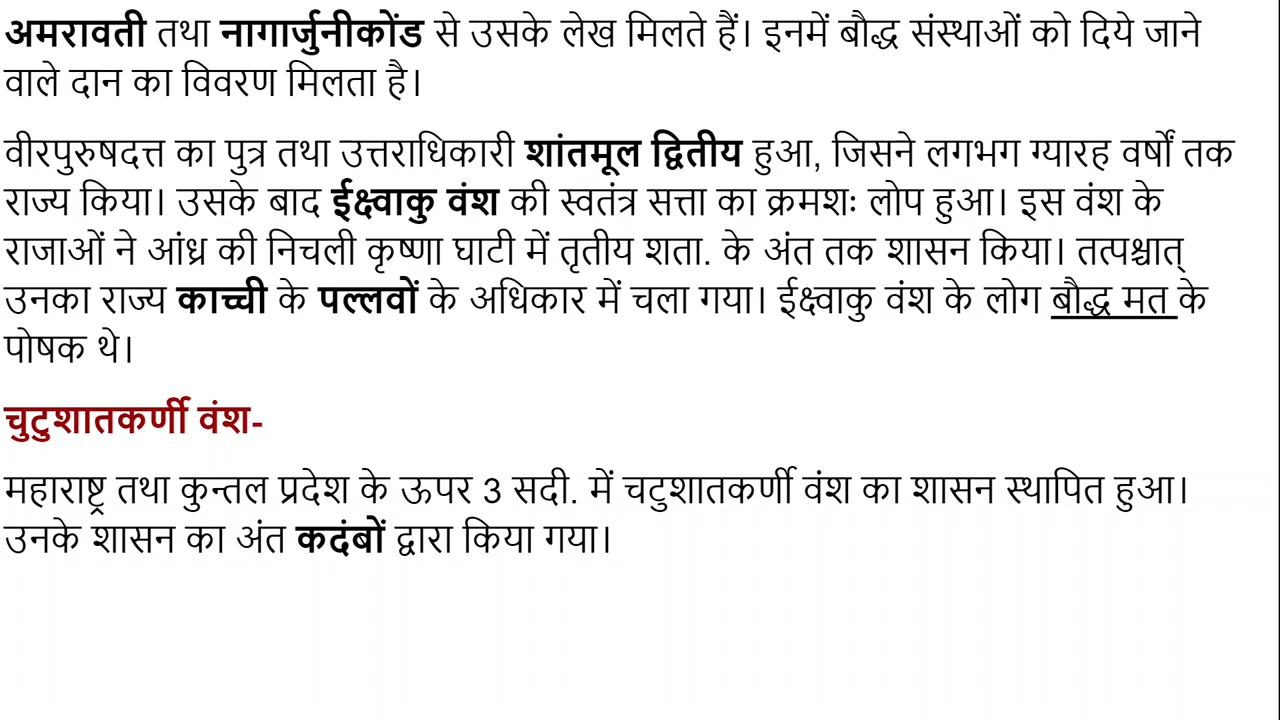 अमरावती तथा नागार्जुनीकोंड से उसके लेख मिलते हैं। इनमें बौद्ध संस्थाओं को दिये जाने
वाले दान का विवरण मिलता है।
वीरपुरुषदत्त का पुत्र तथा उत्तराधिकारी शांतमूल द्वितीय हुआ, जिसने लगभग ग्यारह वर्षों तक
राज्य किया। उसके बाद ईक्ष्वाकु वंश की स्वतंत्र सत्ता का क्रमशः लोप हुआ। इस वंश के
राजाओं ने आंध्र की निचली कृष्णा घाटी में तृतीय शता. के अंत तक शासन किया। तत्पश्चात्
उनका राज्य काच्ची के पल्लवों के अधिकार में चला गया। ईक्ष्वाकु वंश के लोग बौद्ध मत के
पोषक थे।
चुटुशातकर्णी वंश-
महाराष्ट्र तथा कुन्तल प्रदेश के ऊपर 3 सदी. में चटुशातकर्णी वंश का शासन स्थापित हुआ।
उनके शासन का अंत कदंबों द्वारा किया गया।